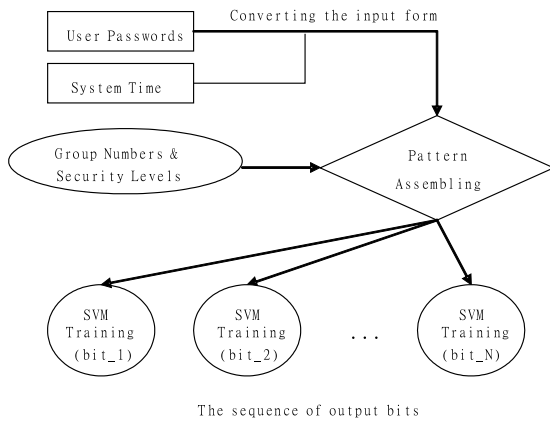 Converting the input form
User Passwords
System Time
Group Numbers &
Security Levels
Pattern
Assembling
SVM
Training
(bit_1)
SVM
Training
(bit_2)
...
SVM
Training
(bit_N)
The sequence of output bits